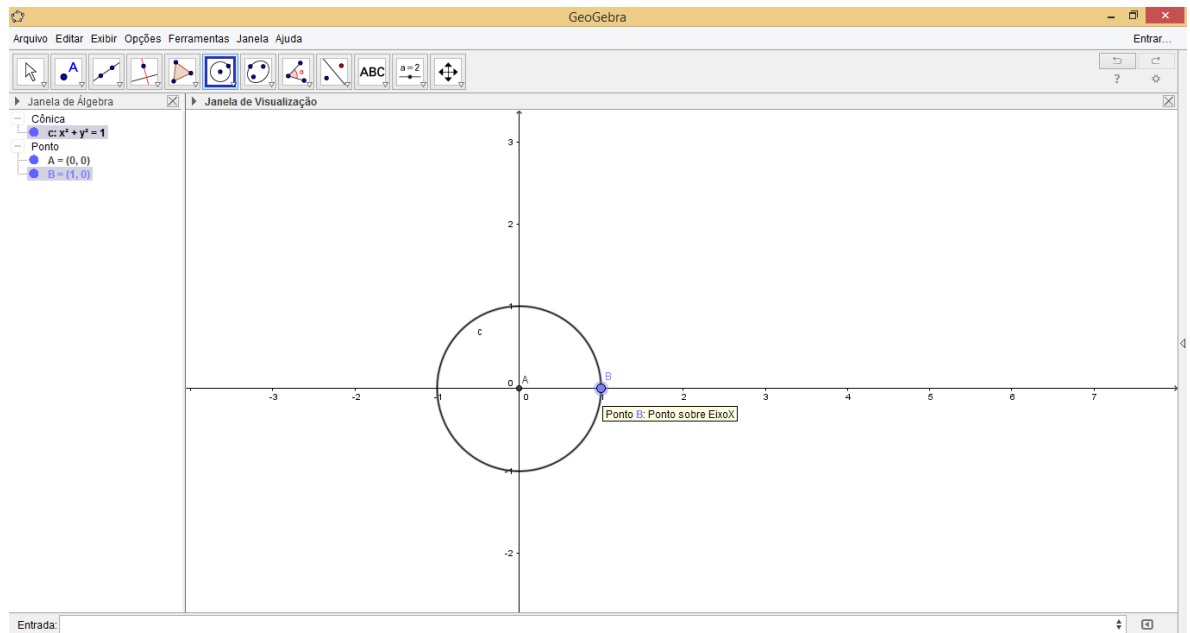 GeoGebra
Arquivo Editar Exibir Opções Ferramentas Janela Ajuda
Entrar...
A
α
ABC
a=2
?
Janela de Álgebra
Janela de Visualização
Cônica
c: x² + y² = 1
Ponto
A = (0, 0)
B = (1, 0)
3
2
1
c
B
0
A
-3
-2
-1
0
1
2
3
4
5
6
7
Ponto B: Ponto sobre EixoX
-1
-2
Entrada: